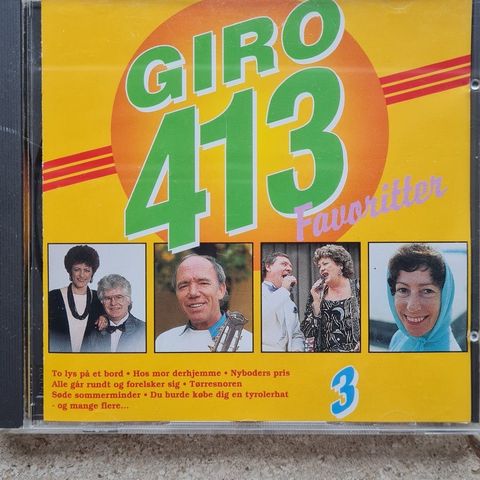 GIRO
413
Favoritter
To lys på et bord • Hos mor derhjemme • Nyboders pris
Alle går rundt og forelsker sig • Tørresnoren
Søde sommerminder • Du burde købe dig en tyrolerhat
- og mange flere...
3